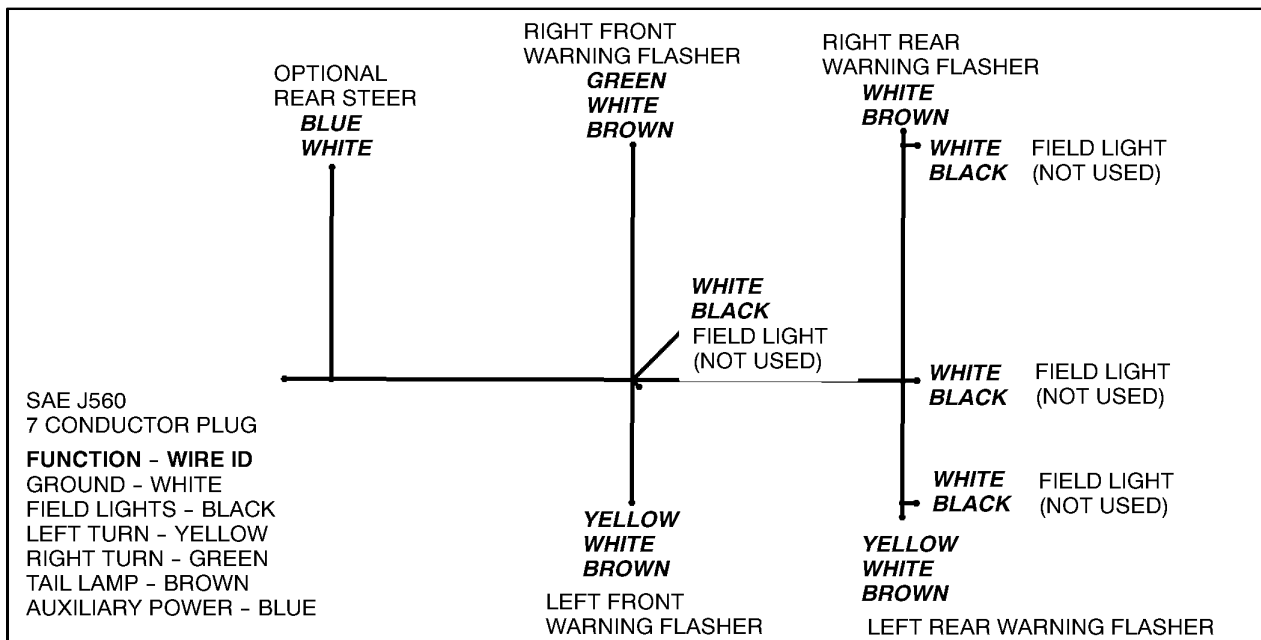 OPTIONAL
REAR STEER
BLUE
WHITE
RIGHT FRONT
WARNING FLASHER
GREEN
WHITE
BROWN
RIGHT REAR
WARNING FLASHER
WHITE
BROWN
WHITE
BLACK
FIELD LIGHT
(NOT USED)
WHITE
BLACK
FIELD LIGHT
(NOT USED)
WHITE
BLACK
FIELD LIGHT
(NOT USED)
WHITE
BLACK
FIELD LIGHT
(NOT USED)
SAE J560
7 CONDUCTOR PLUG
FUNCTION – WIRE ID
GROUND – WHITE
FIELD LIGHTS – BLACK
LEFT TURN – YELLOW
RIGHT TURN – GREEN
TAIL LAMP – BROWN
AUXILIARY POWER – BLUE
YELLOW
WHITE
BROWN
LEFT FRONT
WARNING FLASHER
YELLOW
WHITE
BROWN
LEFT REAR WARNING FLASHER